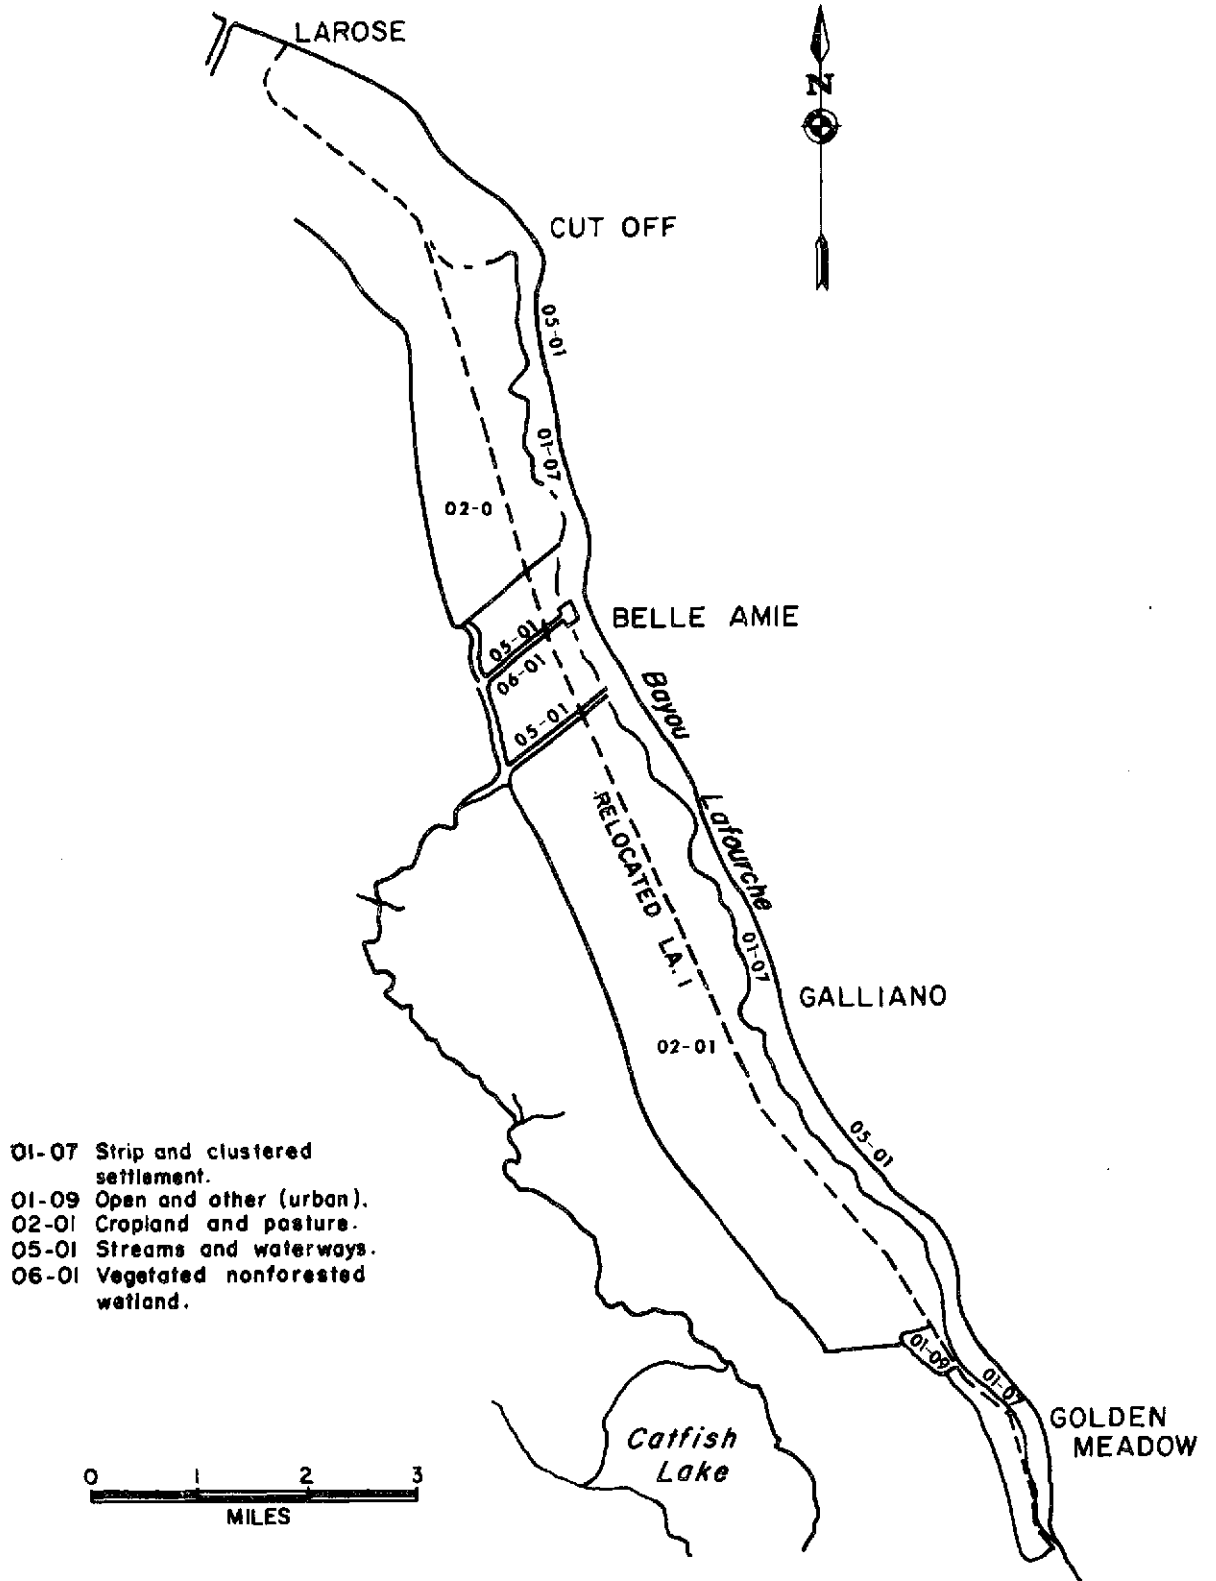 LAROSE
N
CUT OFF
05-01
01-07
02-0
BELLE AMIE
05-01
06-01
05-01
Bayou
Lafourche
RELOCATED LA. 1
01-07
GALLIANO
02-01
05-01
01-07 Strip and clustered
settlement.
01-09 Open and other (urban).
02-01 Cropland and pasture.
05-01 Streams and waterways.
06-01 Vegetated nonforested
wetland.
01-09
01-07
GOLDEN
MEADOW
Catfish
Lake
0 1 2 3
MILES